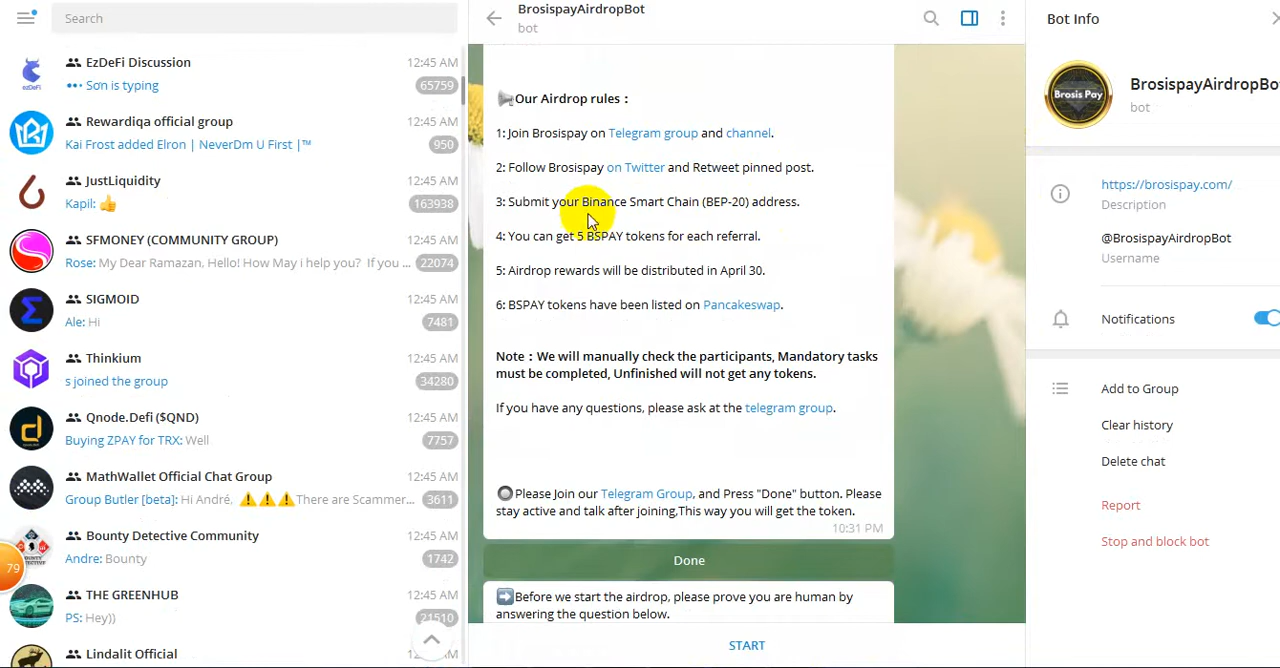 Search
EzDeFi Discussion
12:45 AM
Sơn is typing
65759
Rewardiqa official group
12:45 AM
Kai Frost added Elron | NeverDm U First |™
950
JustLiquidity
12:45 AM
Kapil: 👍
163938
SFMONEY (COMMUNITY GROUP)
12:45 AM
Rose: My Dear Ramazan, Hello! How May i help you? If you ...
22074
SIGMOID
12:45 AM
Ale: Hi
7481
Thinkium
12:45 AM
s joined the group
34280
Qnode.Defi ($QND)
12:45 AM
Buying ZPAY for TRX: Well
7757
MathWallet Official Chat Group
12:45 AM
Group Butler [beta]: Hi André, ⚠⚠⚠There are Scammer...
3611
Bounty Detective Community
12:45 AM
Andre: Bounty
1742
79
THE GREENHUB
12:45 AM
PS: Hey))
21510
Lindalit Official
12:45 AM
BrosispayAirdropBot
bot
📢Our Airdrop rules：
1: Join Brosispay on Telegram group and channel.
2: Follow Brosispay on Twitter and Retweet pinned post.
3: Submit your Binance Smart Chain (BEP-20) address.
4: You can get 5 BSPAY tokens for each referral.
5: Airdrop rewards will be distributed in April 30.
6: BSPAY tokens have been listed on Pancakeswap.
Note：We will manually check the participants, Mandatory tasks
must be completed, Unfinished will not get any tokens.
If you have any questions, please ask at the telegram group.
🔘Please Join our Telegram Group, and Press "Done" button. Please
stay active and talk after joining,This way you will get the token.
10:31 PM
Done
➡Before we start the airdrop, please prove you are human by
answering the question below.
START
Bot Info
Brosis Pay
BrosispayAirdropBo
bot
https://brosispay.com/
Description
@BrosispayAirdropBot
Username
Notifications
Add to Group
Clear history
Delete chat
Report
Stop and block bot